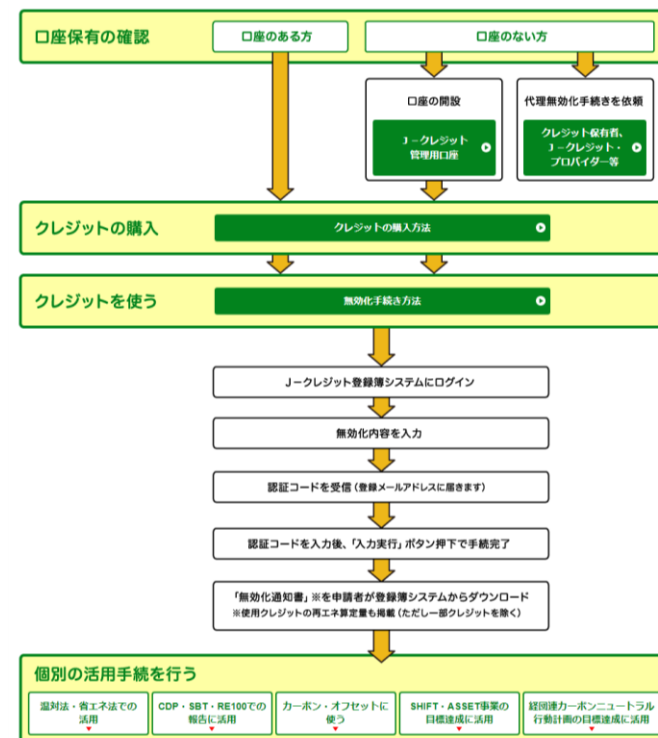 口座保有の確認
口座のある方
口座のない方
口座の開設
J-クレジット
管理用口座
代理無効化手続きを依頼
クレジット保有者、
J-クレジット・
プロバイダー等
クレジットの購入
クレジットの購入方法
クレジットを使う
無効化手続き方法
J-クレジット登録簿システムにログイン
無効化内容を入力
認証コードを受信(登録メールアドレスに届きます)
認証コードを入力後、「入力実行」ボタン押下で手続完了
「無効化通知書」※を申請者が登録簿システムからダウンロード
※使用クレジットの再エネ算定量も掲載(ただし一部クレジットを除く)
個別の活用手続を行う
温対法・省エネ法での
活用
CDP・SBT・RE100での
報告に活用
カーボン・オフセットに
使う
SHIFT・ASSET事業の
目標達成に活用
経団連カーボンニュートラル
行動計画の目標達成に活用